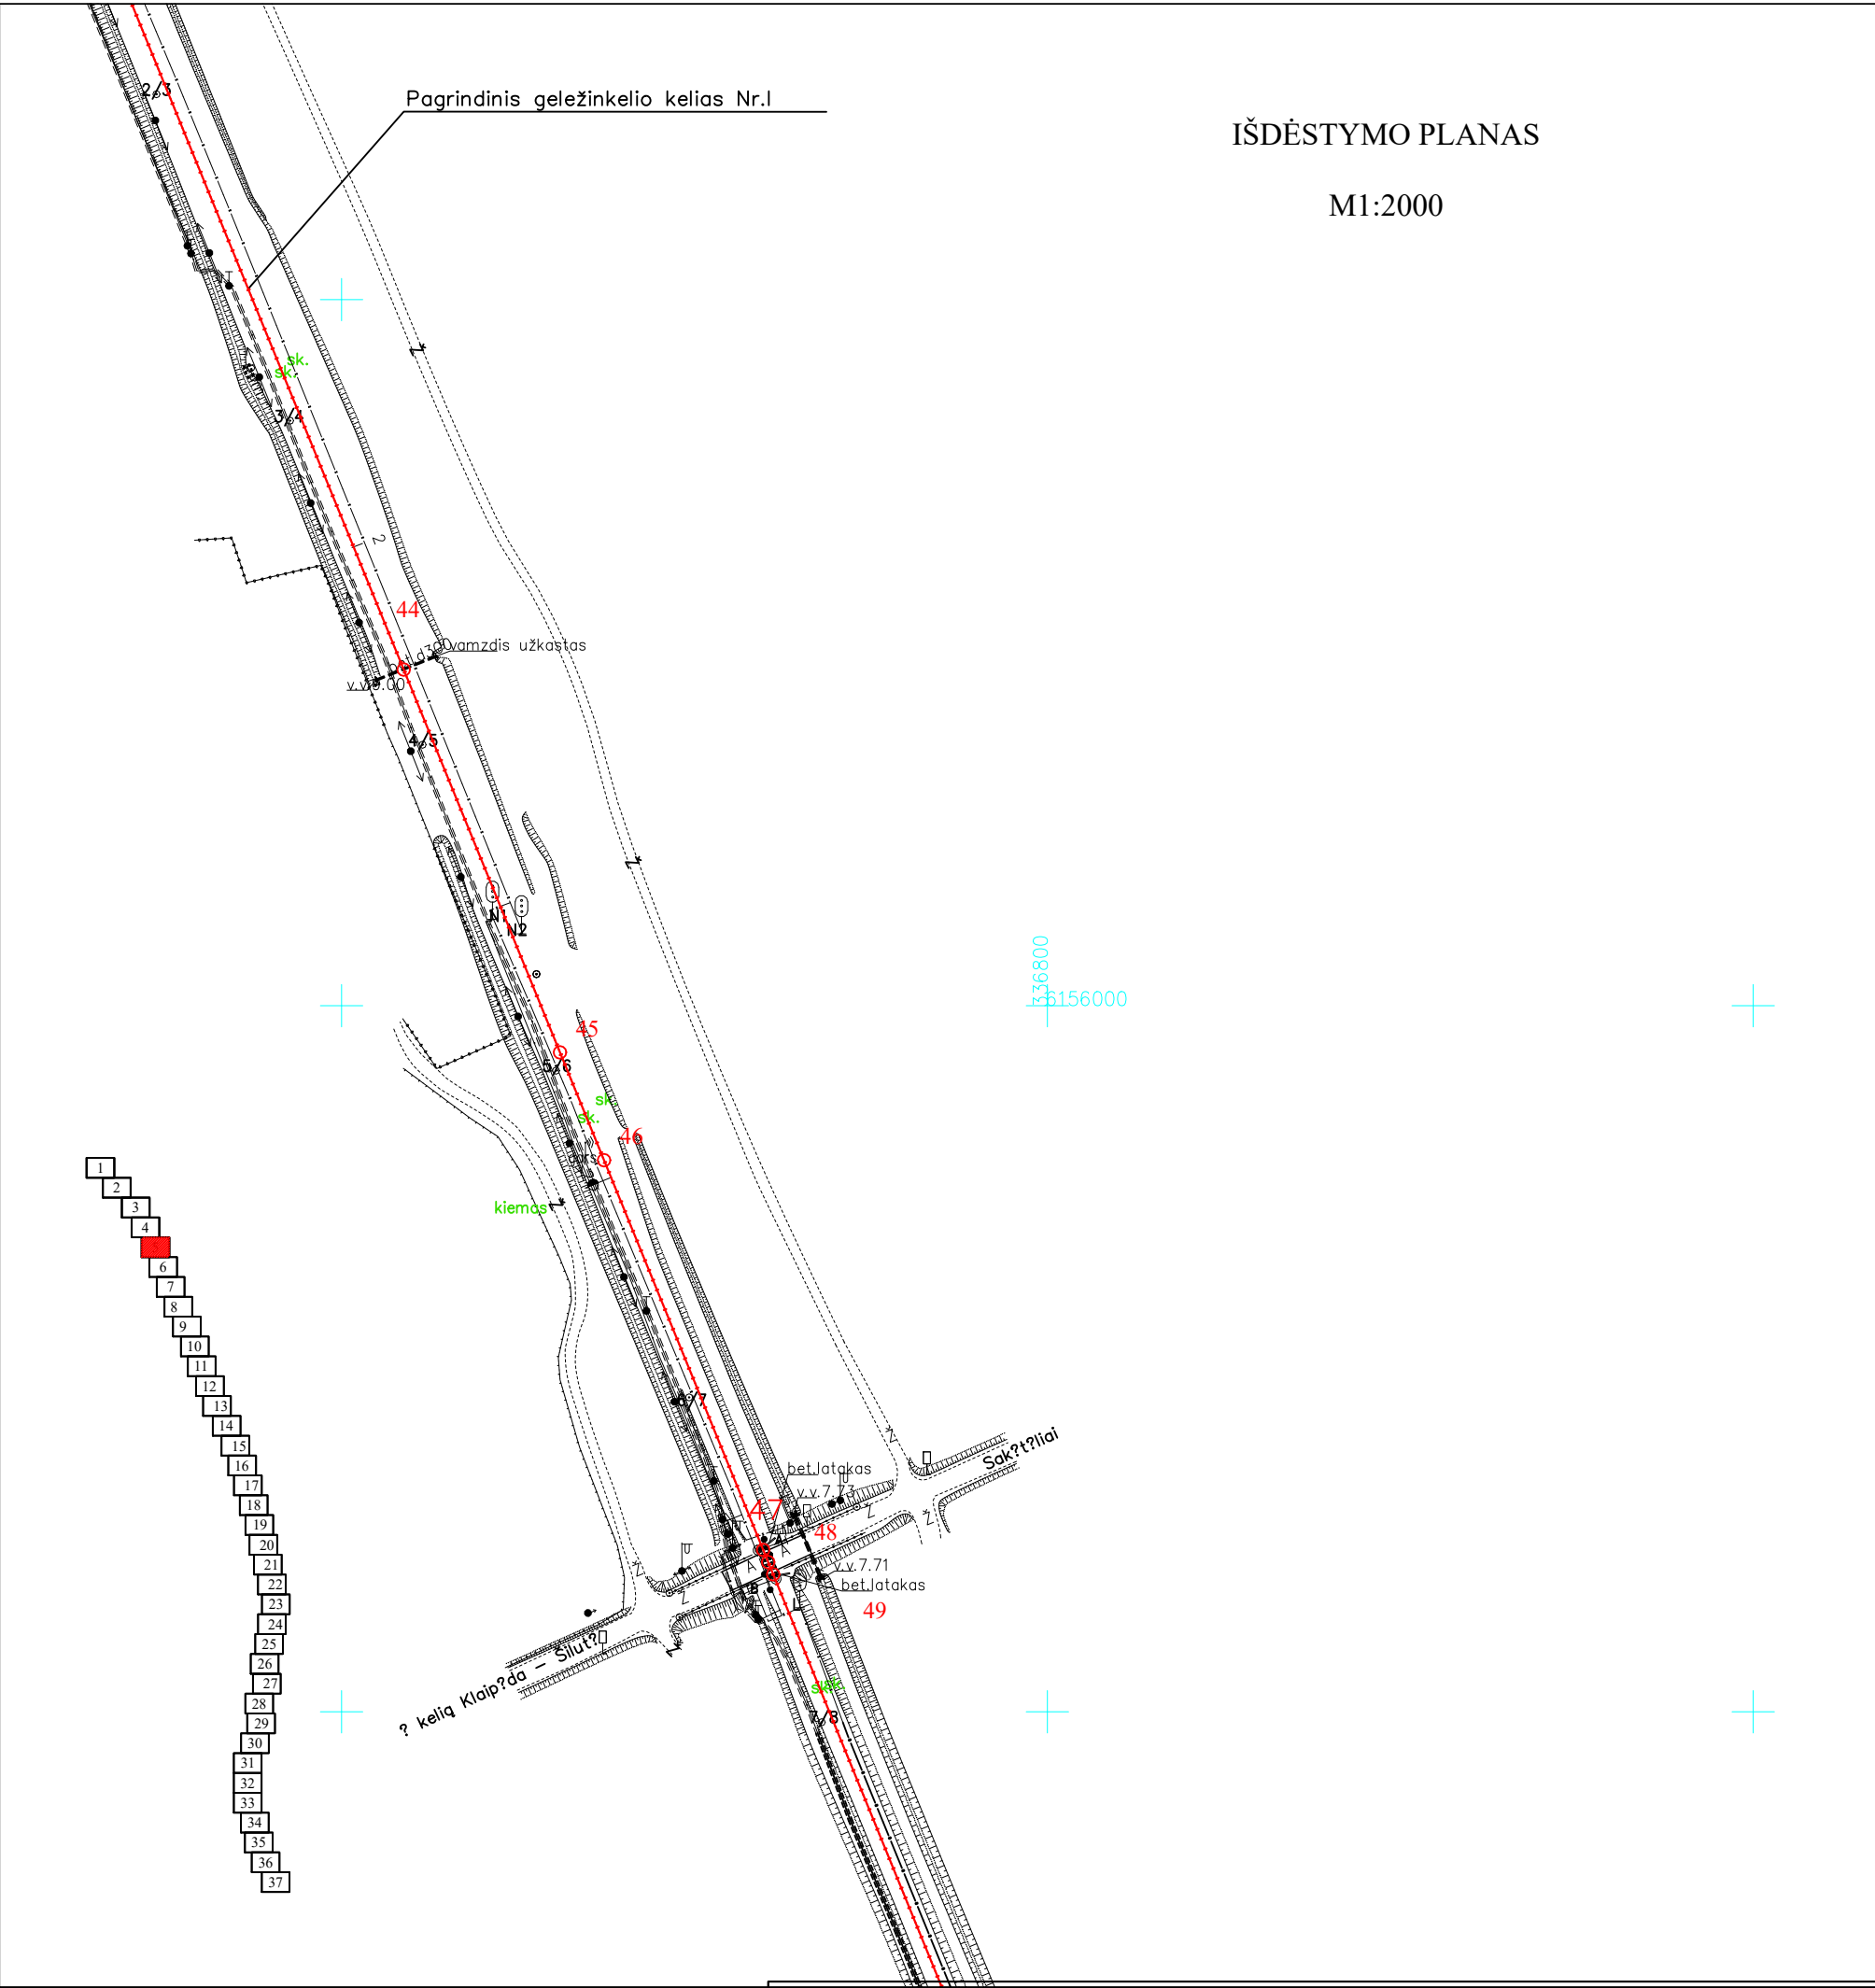 IŠDĖSTYMO PLANAS
M1:2000
Pagrindinis geležinkelio kelias Nr.I
2/3
T
Ž
sk.
sk.
3/4
2
44
vamzdis užkastas
4/5
Ž
N1
N2
336800
6156000
45
5/6
sk.
sk.
46
kiemas
Ž
T
6/7
Sak?t?liai
bet.latakas
v.v.7.73
47
48
v.v.7.71
bet.latakas
49
? kelią Klaip?da – Šilut?
7/8
1
2
3
4
5
6
7
8
9
10
11
12
13
14
15
16
17
18
19
20
21
22
23
24
25
26
27
28
29
30
31
32
33
34
35
36
37